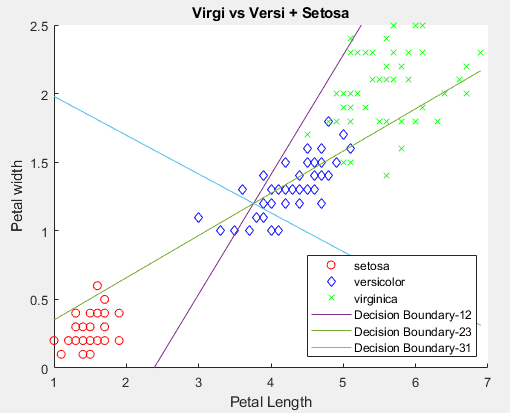 Virgi vs Versi + Setosa
2.5
2
1.5
1
0.5
0
Petal width
1
2
3
4
5
6
7
Petal Length
setosa
versicolor
virginica
Decision Boundary-12
Decision Boundary-23
Decision Boundary-31